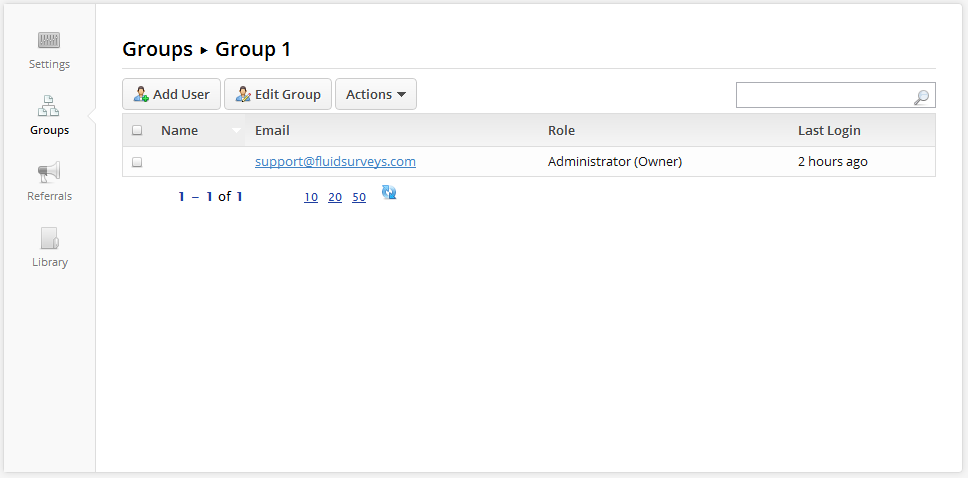 Settings
Groups
Referrals
Library
Groups ▸ Group 1
Add User Edit Group Actions
Name Email Role Last Login
support@fluidsurveys.com Administrator (Owner) 2 hours ago
1 – 1 of 1 10 20 50